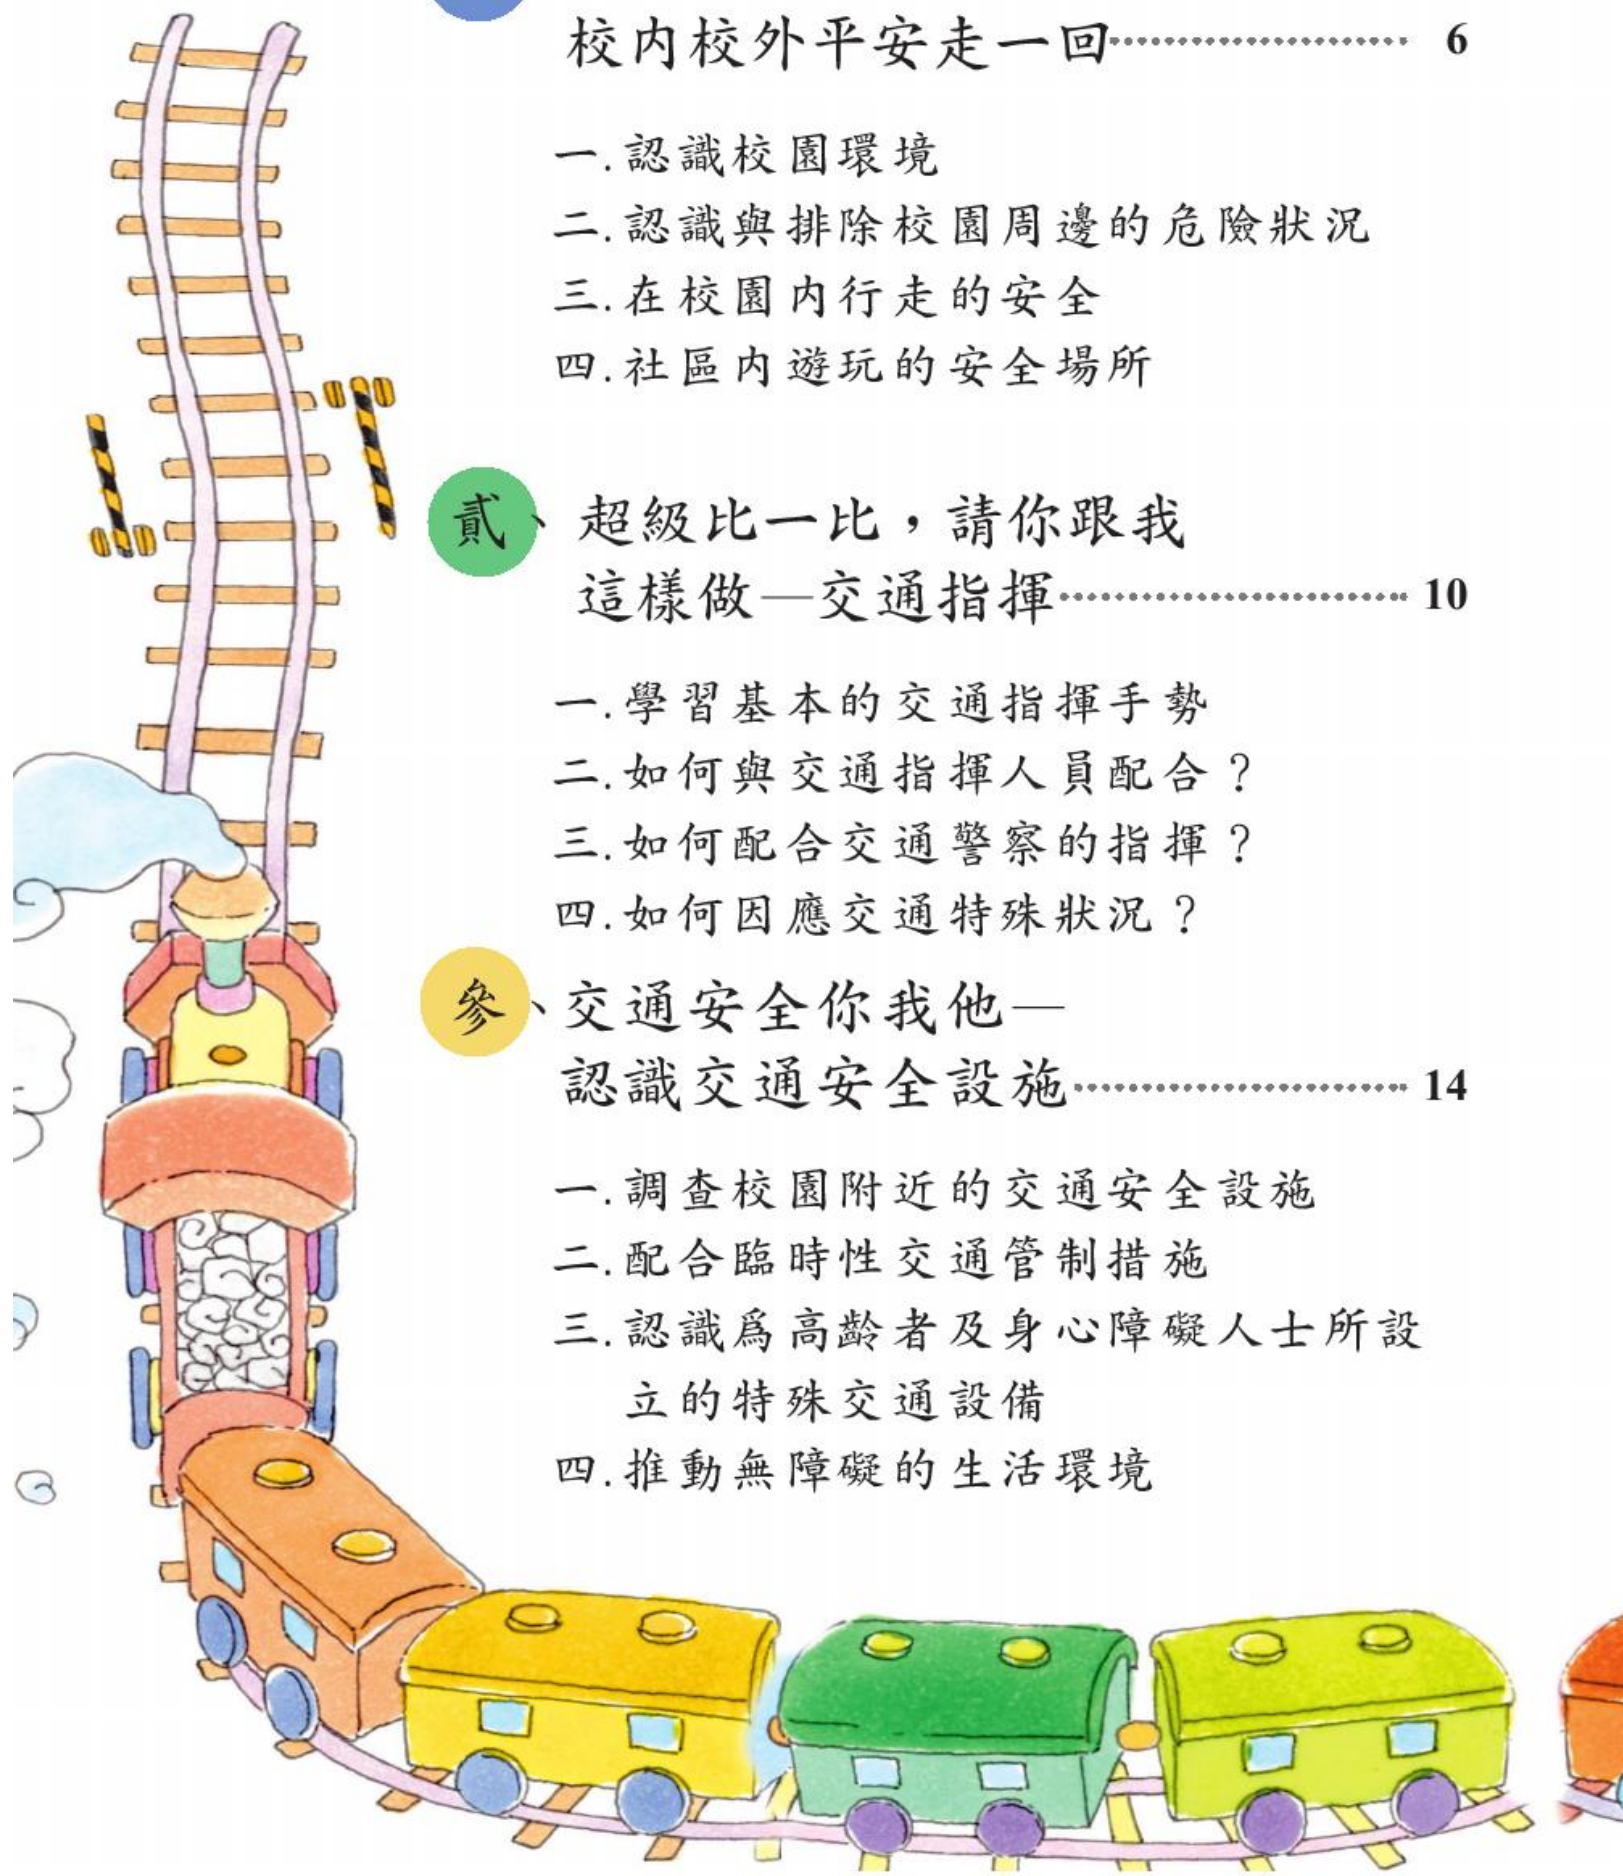 校內校外平安走一回 6
一.認識校園環境
二.認識與排除校園周邊的危險狀況
三.在校園內行走的安全
四.社區內遊玩的安全場所
貳、超級比一比，請你跟我
這樣做—交通指揮 10
一.學習基本的交通指揮手勢
二.如何與交通指揮人員配合？
三.如何配合交通警察的指揮？
四.如何因應交通特殊狀況？
參、交通安全你我他—
認識交通安全設施 14
一.調查校園附近的交通安全設施
二.配合臨時性交通管制措施
三.認識為高齡者及身心障礙人士所設
立的特殊交通設備
四.推動無障礙的生活環境